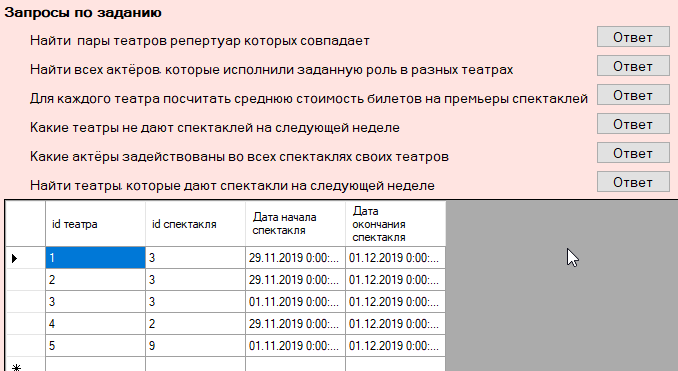 Запросы по заданию
Найти пары театров репертуар которых совпадает Ответ
Найти всех актёров, которые исполнили заданную роль в разных театрах Ответ
Для каждого театра посчитать среднюю стоимость билетов на премьеры спектаклей Ответ
Какие театры не дают спектаклей на следующей неделе Ответ
Какие актёры задействованы во всех спектаклях своих театров Ответ
Найти театры, которые дают спектакли на следующей неделе Ответ
id театра id спектакля Дата начала спектакля Дата окончания спектакля
1 3 29.11.2019 0:00:... 01.12.2019 0:00:...
2 3 29.11.2019 0:00:... 01.12.2019 0:00:...
3 3 01.11.2019 0:00:... 01.12.2019 0:00:...
4 2 29.11.2019 0:00:... 01.12.2019 0:00:...
5 9 01.11.2019 0:00:... 01.12.2019 0:00:...